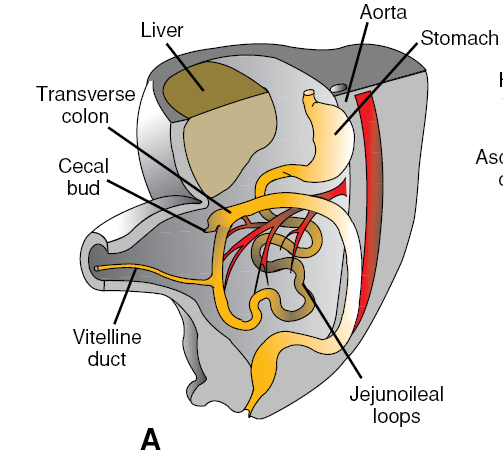 Aorta
Liver
Stomach
Transverse
colon
Cecal
bud
Vitelline
duct
Jejunoileal
loops
A